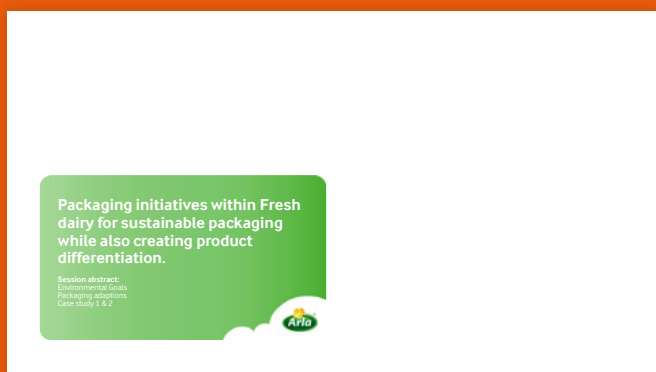 Packaging initiatives within Fresh
dairy for sustainable packaging
while also creating product
differentiation.
Session abstract:
Environmental Goals
Packaging adaptions
Case study 1 & 2
Arla